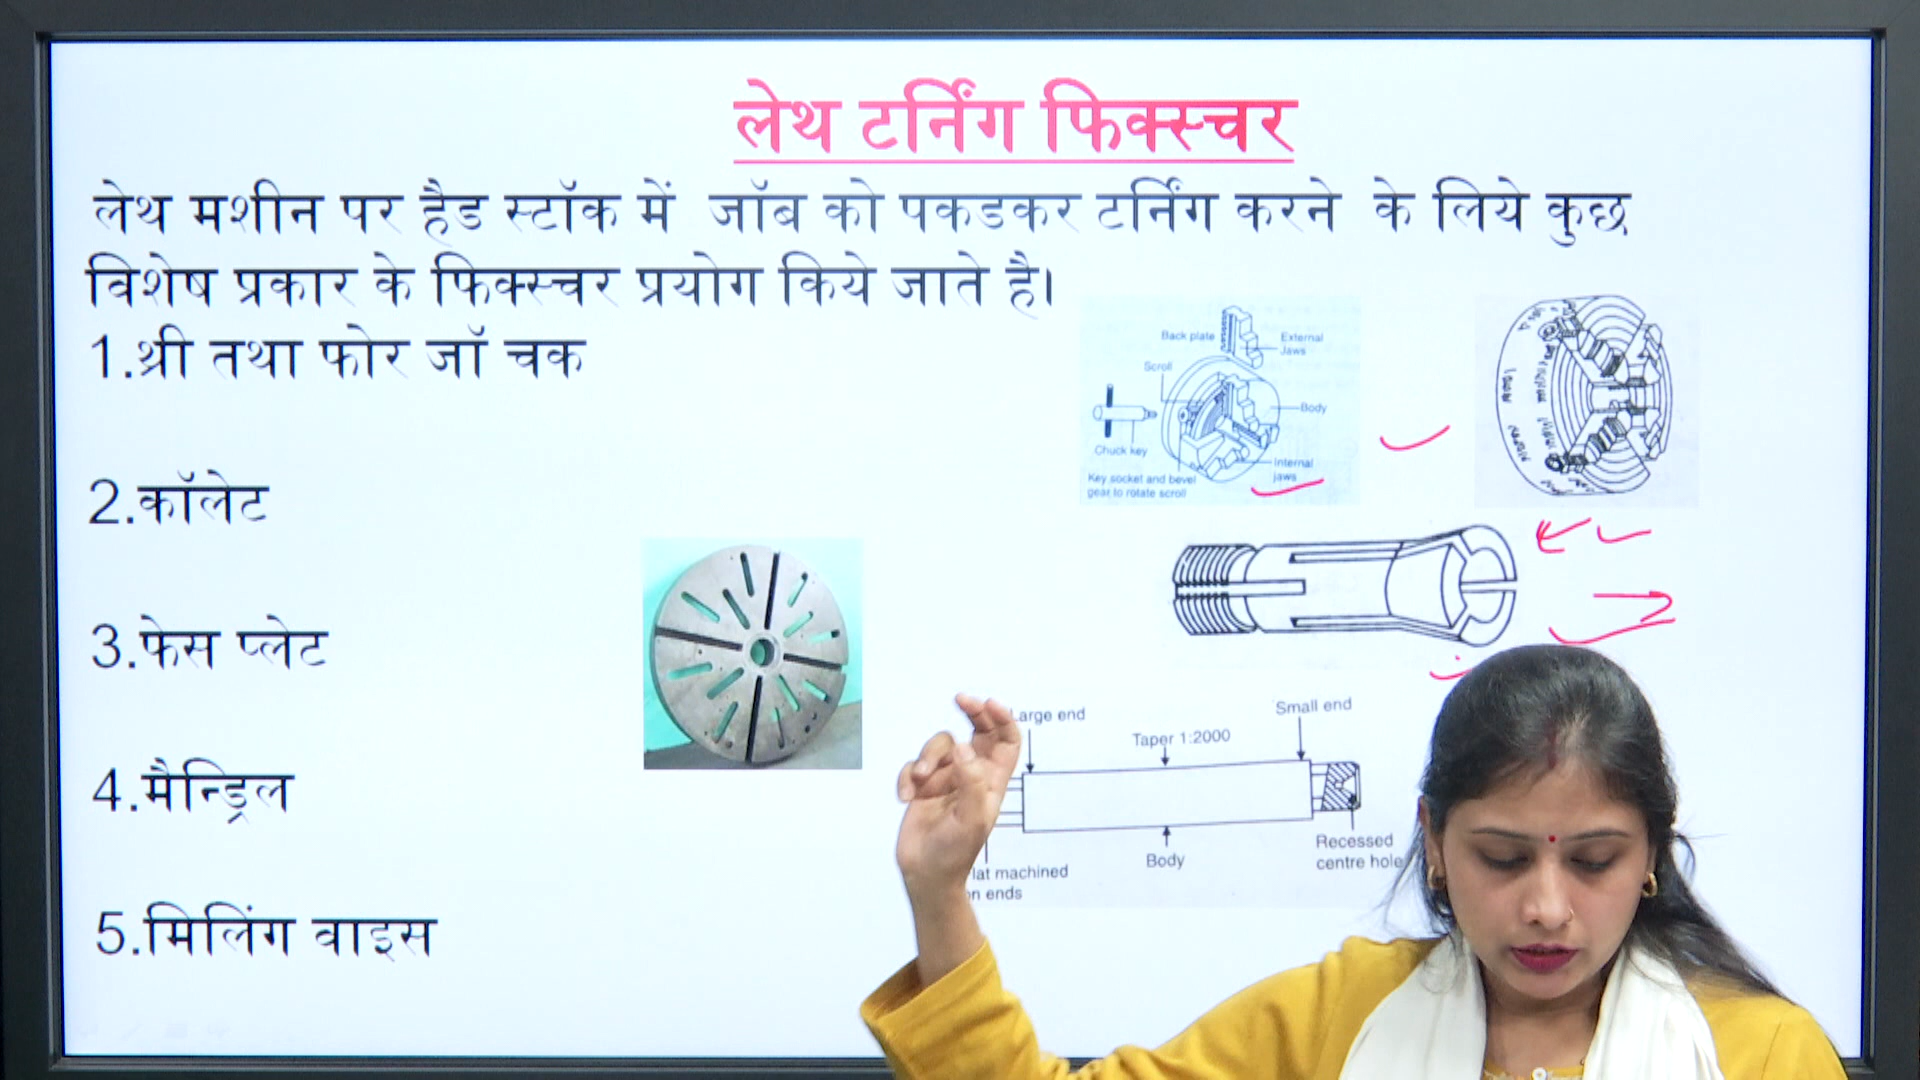 लेथ टर्निंग फिक्स्चर
लेथ मशीन पर हैड स्टॉक में जॉब को पकडकर टर्निंग करने के लिये कुछ
विशेष प्रकार के फिक्स्चर प्रयोग किये जाते है।
1.थ्री तथा फोर जॉ चक
Back plate
External
Jaws
Scroll
Body
Chuck key
Internal
jaws
Key socket and bevel
gear to rotate scroll
2.कॉलेट
3.फेस प्लेट
Large end
Small end
Taper 1:2000
4.मैन्ड्रिल
Recessed
centre hole
Body
lat machined
on ends
5.मिलिंग वाइस